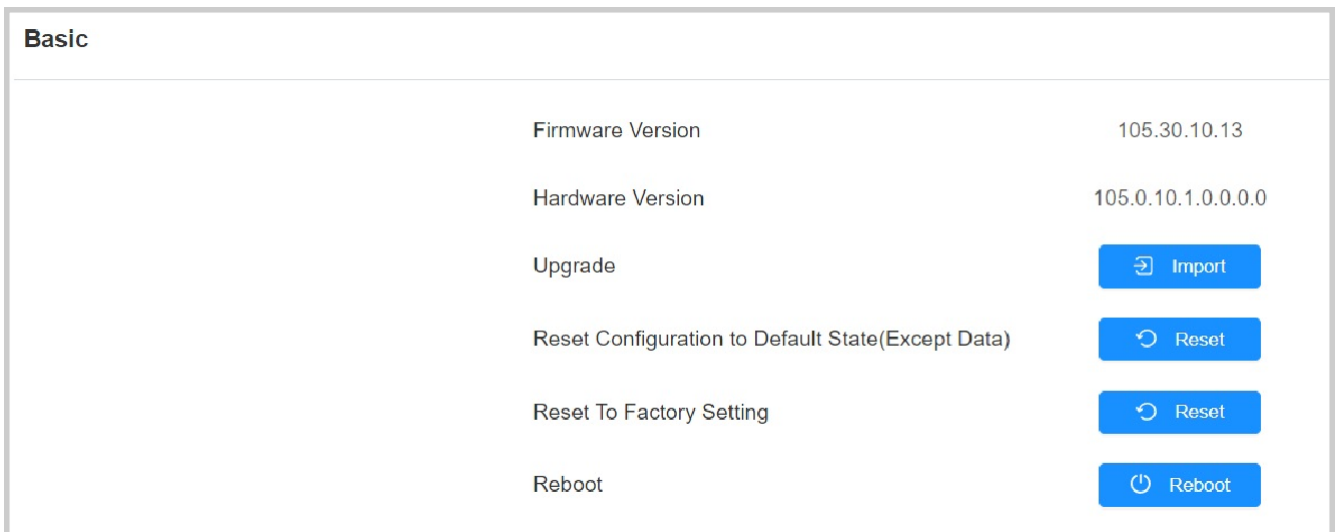 Basic
Firmware Version 105.30.10.13
Hardware Version 105.0.10.1.0.0.0.0
Upgrade Import
Reset Configuration to Default State(Except Data) Reset
Reset To Factory Setting Reset
Reboot Reboot